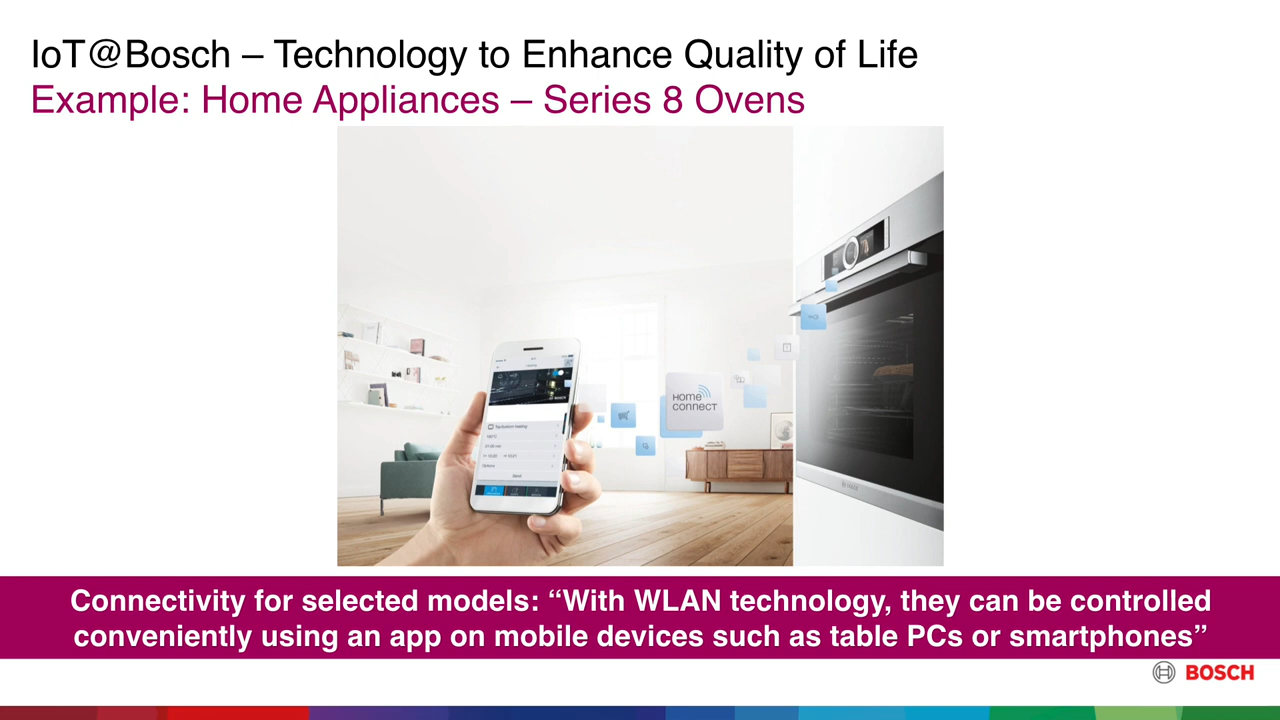 IoT@Bosch – Technology to Enhance Quality of Life
Example: Home Appliances – Series 8 Ovens
HOME
CONNECT
Connectivity for selected models: “With WLAN technology, they can be controlled
conveniently using an app on mobile devices such as table PCs or smartphones”
BOSCH